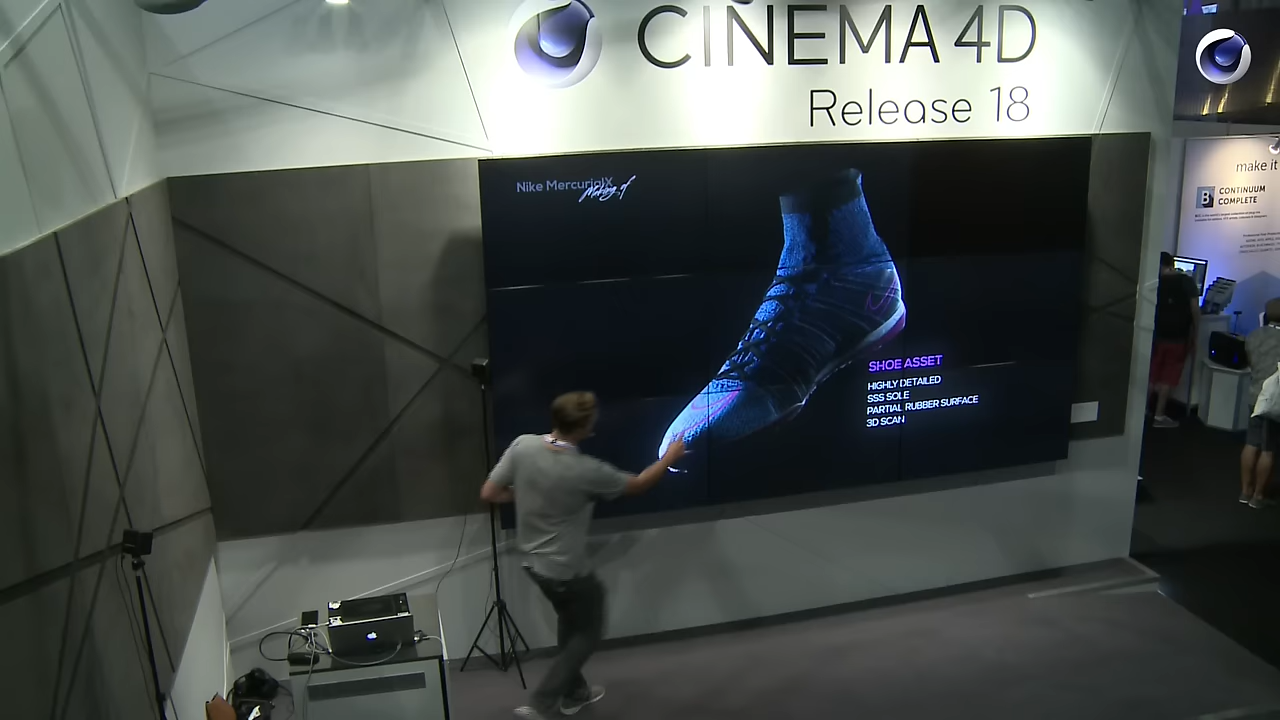 CINEMA 4D
Release 18
Nike MercurialX
Making of
SHOE ASSET
HIGHLY DETAILED
SSS SOLE
PARTIAL RUBBER SURFACE
3D SCAN
make it
B
CONTINUUM
COMPLETE